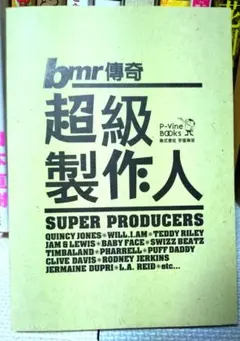 bmr傳奇
超級
製作人
P-Vine
BOOks
SUPER PRODUCERS
QUINCY JONES★WILL.I.AM★TEDDY RILEY
JAM & LEWIS★BABY FACE★SWIZZ BEATZ
TIMBALAND★PHARRELL★PUFF DADDY
CLIVE DAVIS★RODNEY JERKINS
JERMAINE DUPRI★L.A. REID★etc...